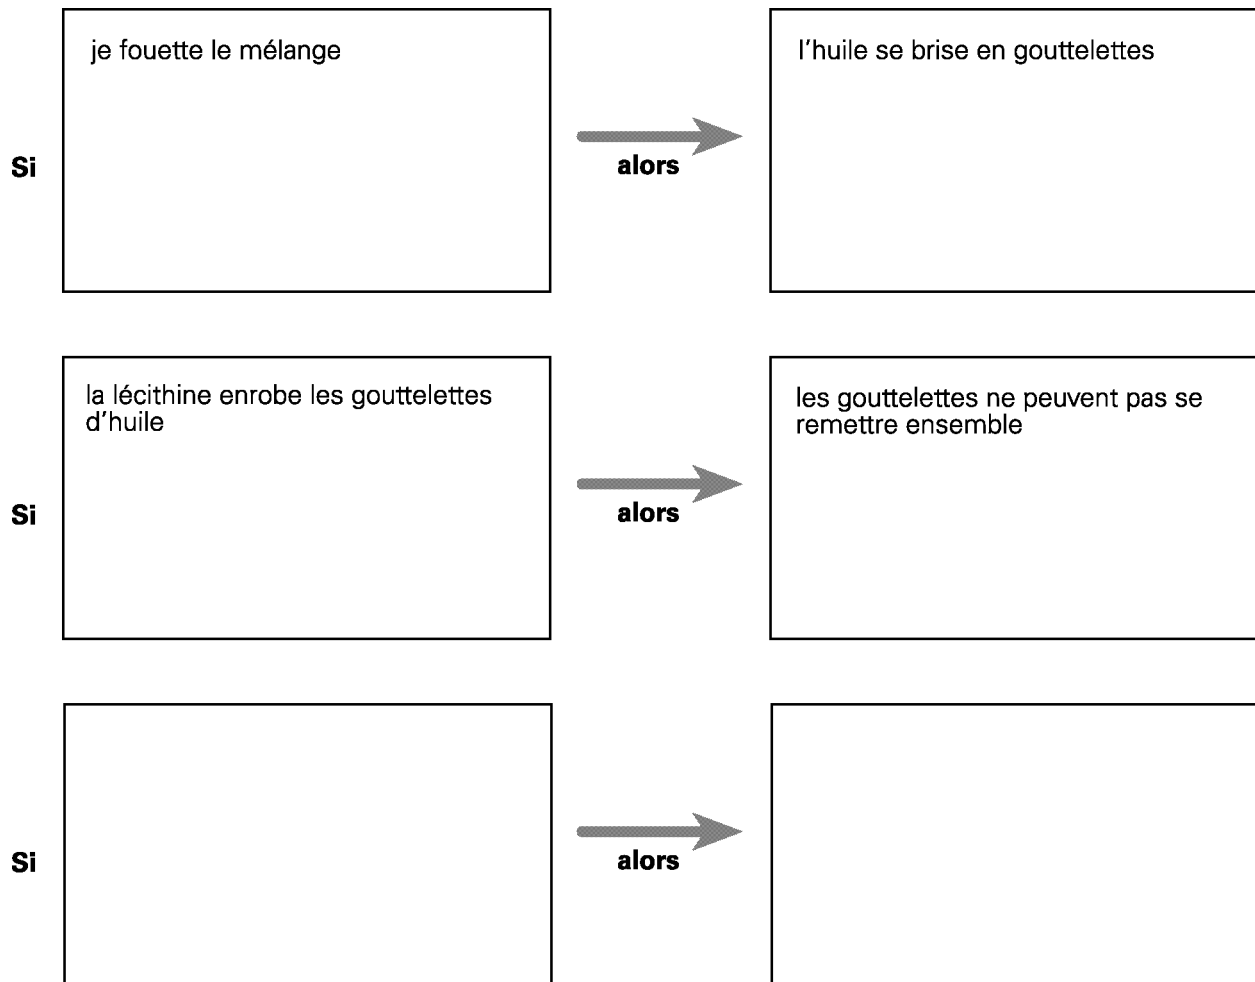 je fouette le mélange
l'huile se brise en gouttelettes
Si
alors
la lécithine enrobe les gouttelettes
d'huile
les gouttelettes ne peuvent pas se
remettre ensemble
Si
alors
Si
alors